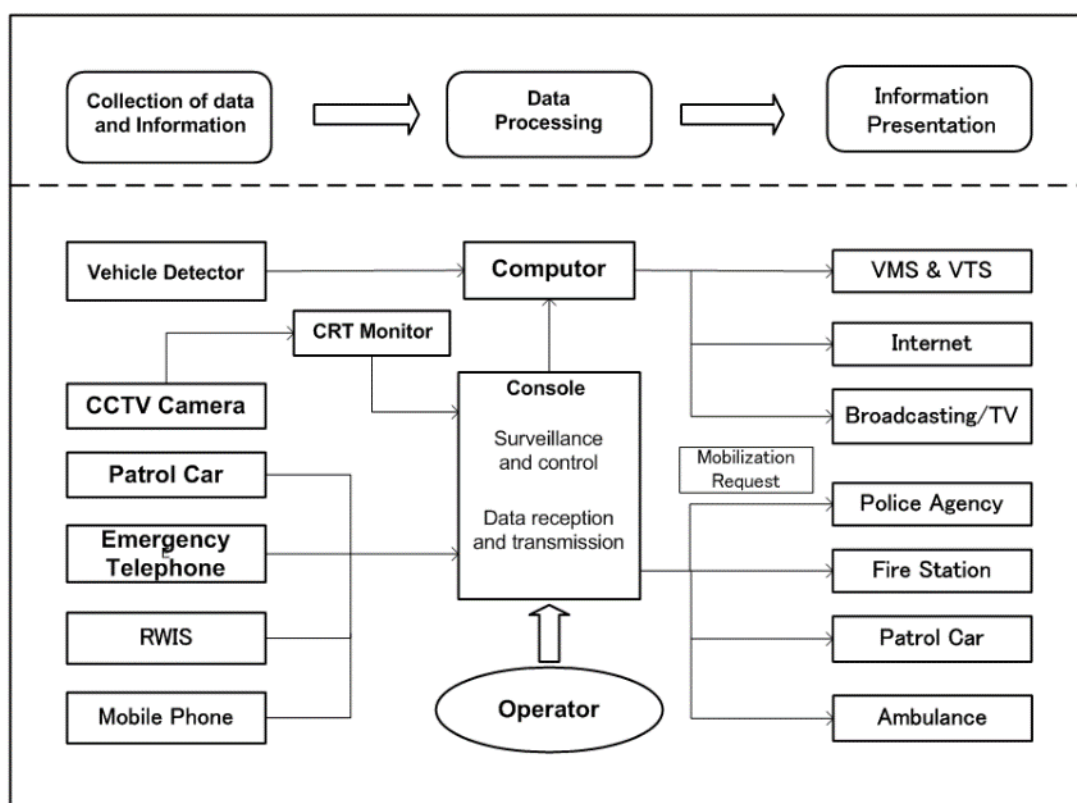 Collection of data
and Information
Data
Processing
Information
Presentation
Vehicle Detector
Computor
VMS & VTS
CRT Monitor
Internet
CCTV Camera
Console
Broadcasting/TV
Surveillance
and control
Mobilization
Request
Patrol Car
Police Agency
Data reception
and transmission
Emergency
E
Telephone
Fire Station
RWIS
Patrol Car
Mobile Phone
Operator
Ambulance